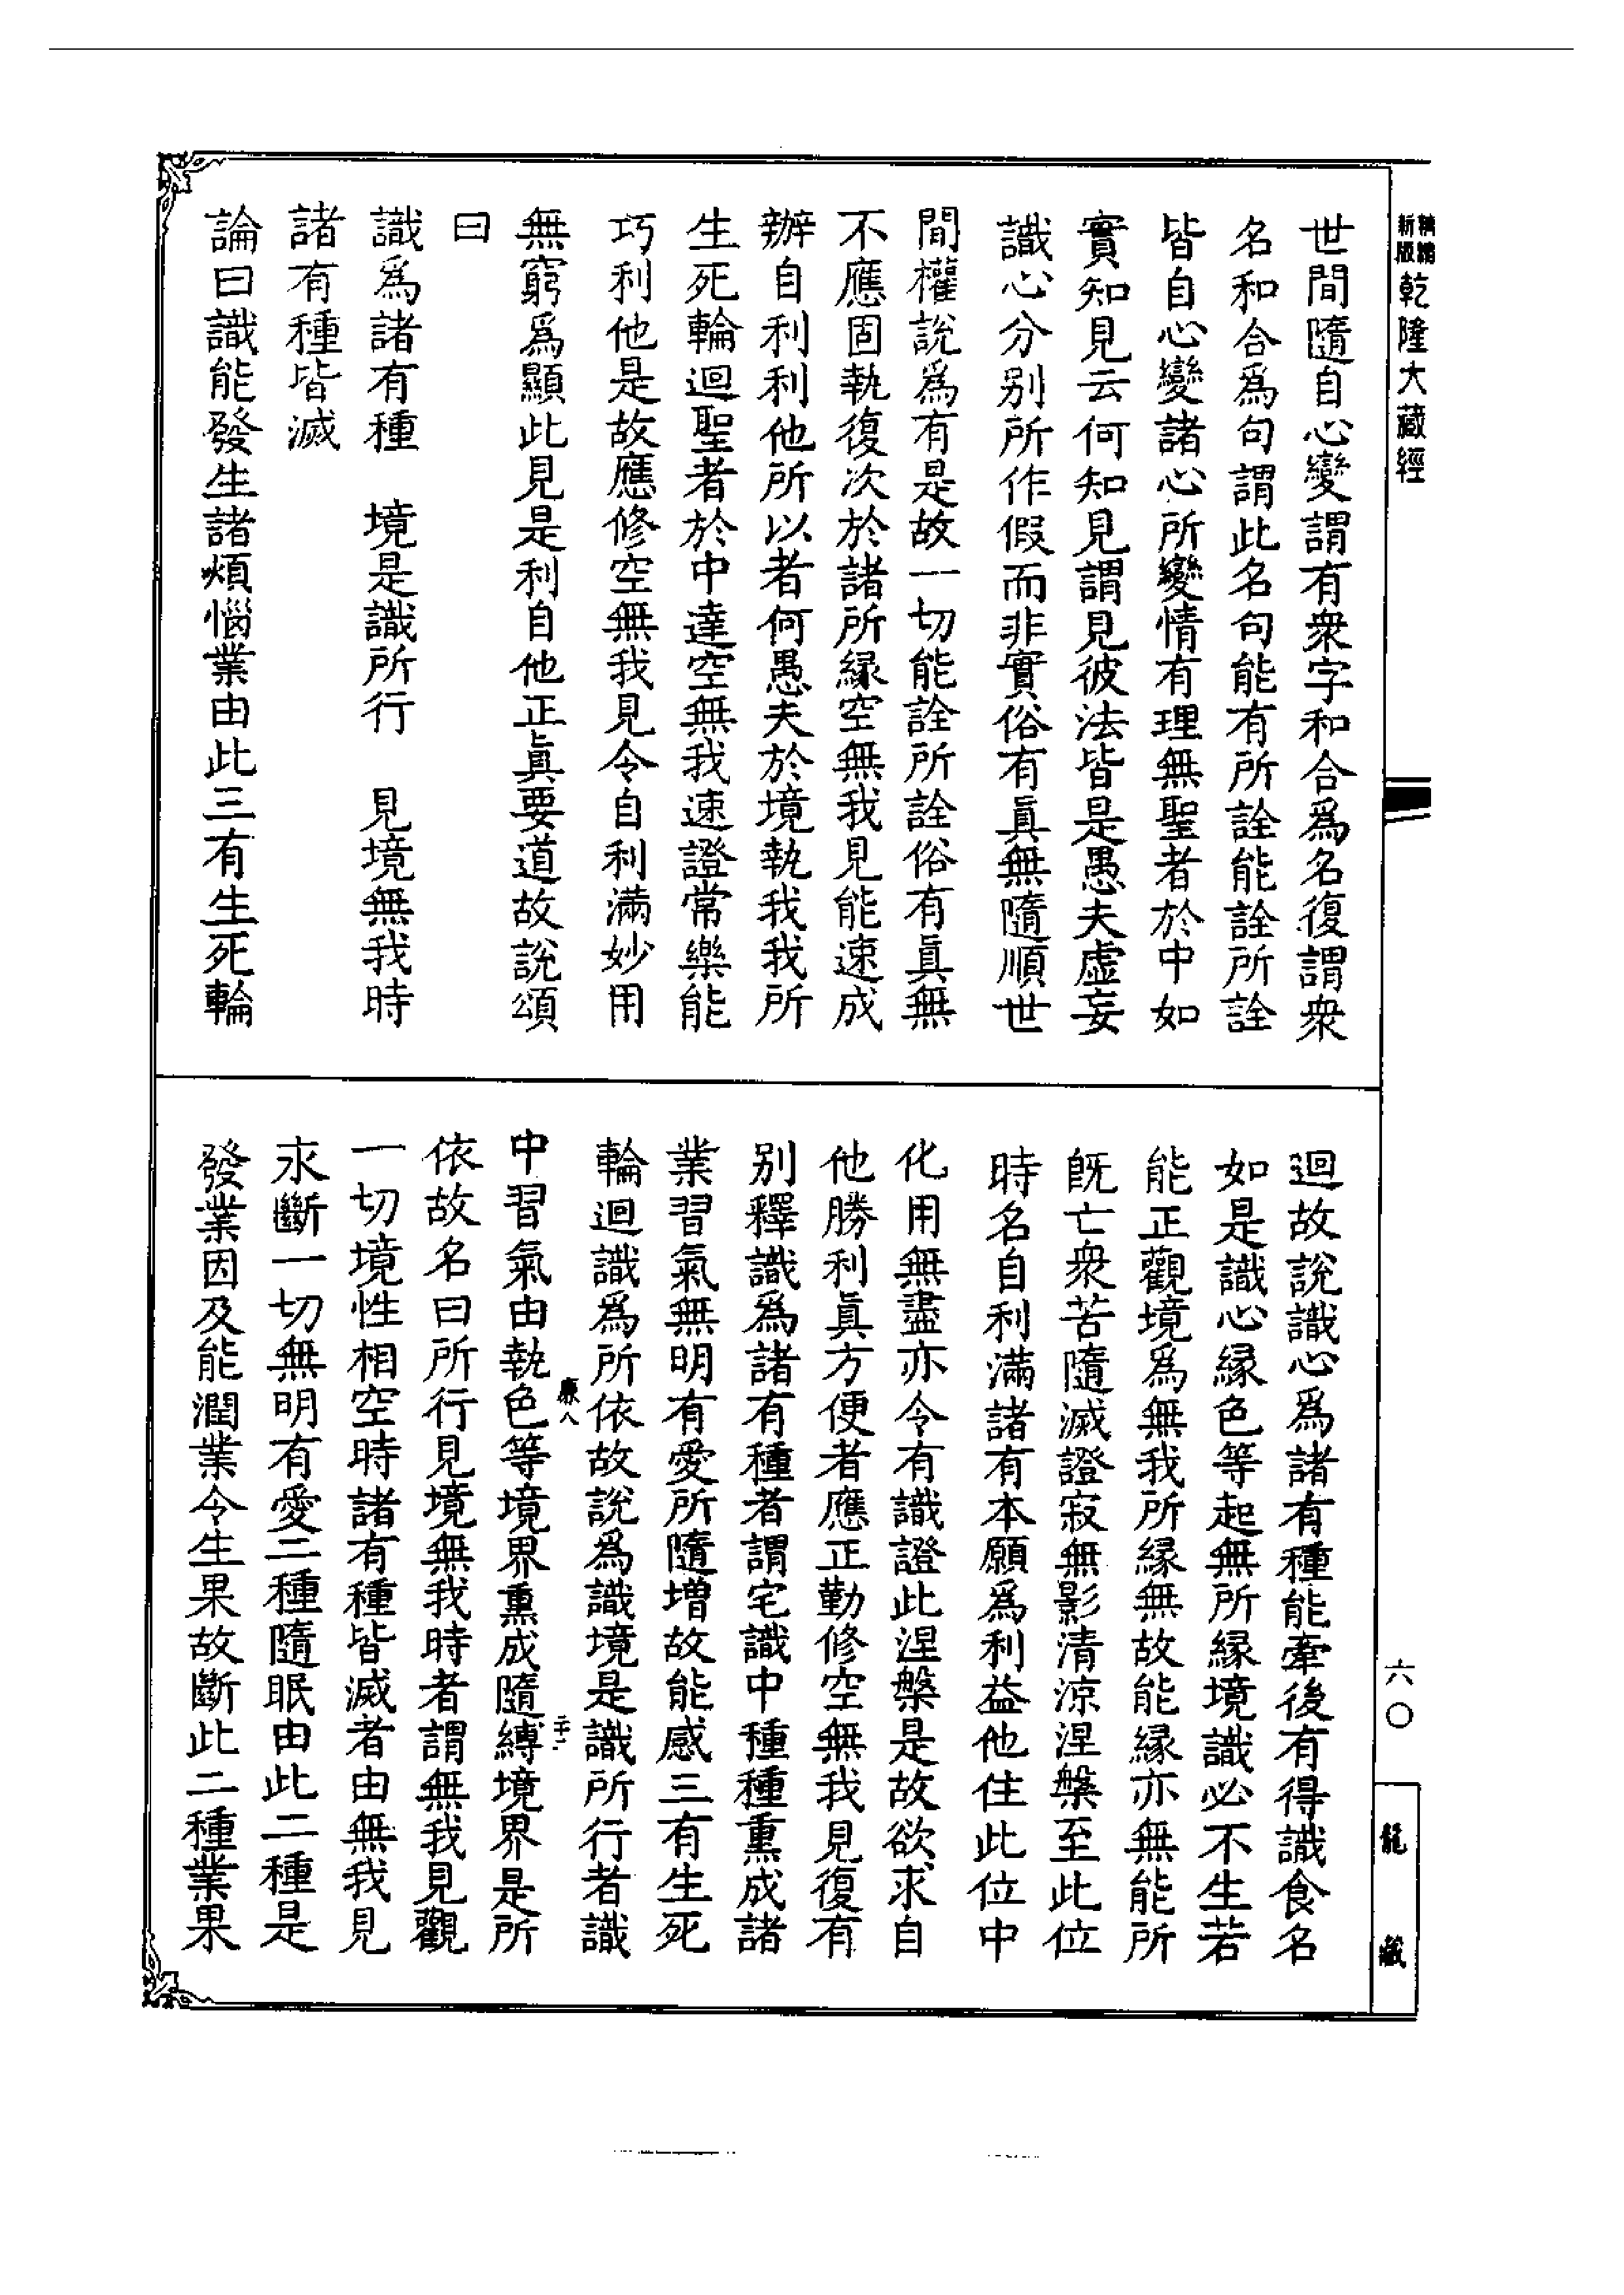 精編
新版
乾隆大藏經
世間隨自心變謂有衆字和合爲名復謂衆
名和合爲句謂此名句能有所詮能詮所詮
皆自心變諸心所變情有理無聖者於中如
實知見云何知見謂見彼法皆是愚夫虛妄
識心分別所作假而非實俗有眞無隨順世
間權說爲有是故一切能詮所詮俗有眞無
不應固執復次於諸所緣空無我見能速成
辦自利利他所以者何愚夫於境執我我所
生死輪迴聖者於中達空無我速證常樂能
巧利他是故應修空無我見令自利滿妙用
無窮爲顯此見是利自他正眞要道故說頌
曰
識爲諸有種　境是識所行　見境無我時
諸有種皆滅
論曰識能發生諸煩惱業由此三有生死輪
迴故說識心爲諸有種能牽後有得識食名
如是識心緣色等起無所緣境識必不生若
能正觀境爲無我所緣無故能緣亦無能所
旣亡衆苦隨滅證寂無影清涼涅槃至此位
時名自利滿諸有本願爲利益他住此位中
化用無盡亦令有識證此涅槃是故欲求自
他勝利眞方便者應正勤修空無我見復有
別釋識爲諸有種者謂宅識中種種熏成諸
業習氣無明有愛所隨增故能感三有生死
輪迴識爲所依故說爲識境是識所行者識
中習氣由執色等境界熏成隨縛境界是所
依故名曰所行見境無我時者謂無我見觀
一切境性相空時諸有種皆滅者由無我見
永斷一切無明有愛二種隨眠由此二種是
發業因及能潤業令生果故斷此二種業果
六〇
龍藏